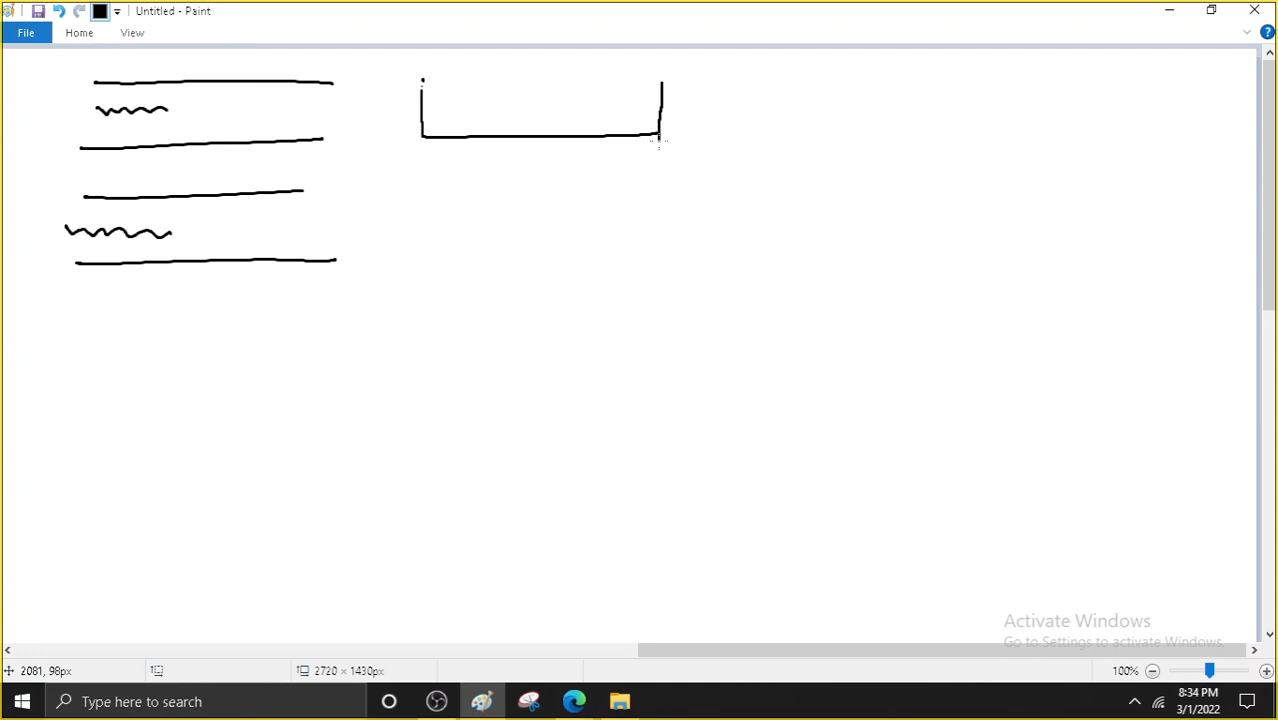 Untitled - Paint
File Home View
Activate Windows
Go to Settings to activate Windows.
2081, 98px 2720 × 1430px 100%
Type here to search
8:34 PM
3/1/2022